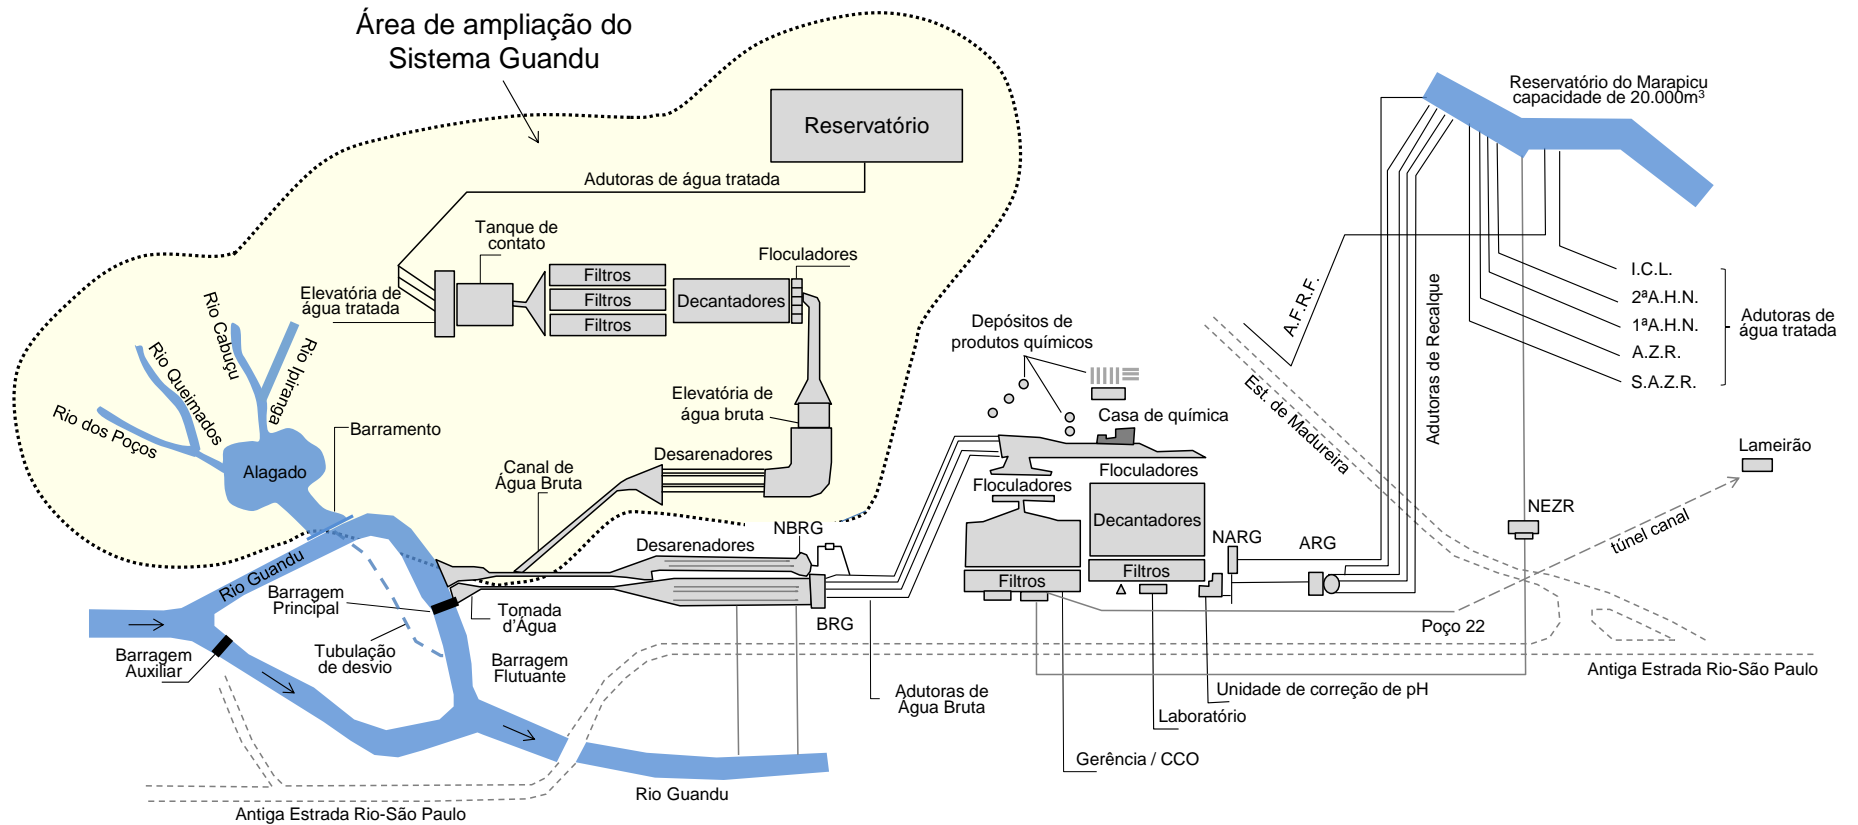 Área de ampliação do
Sistema Guandu
Reservatório
Adutoras de água tratada
Tanque de
contato
Floculadores
Filtros
Filtros
Filtros
Decantadores
Elevatória de
água tratada
Rio Cabuçu
Rio Ipiranga
Rio Queimados
Rio dos Poços
Alagado
Barramento
Elevatória de
água bruta
Desarenadores
Canal de
Água Bruta
NBRG
Desarenadores
Rio Guandu
Barragem
Principal
Tomada
d'Água
BRG
Barragem
Auxiliar
Tubulação
de desvio
Barragem
Flutuante
Adutoras de
Água Bruta
Rio Guandu
Antiga Estrada Rio-São Paulo
Depósitos de
produtos químicos
Casa de química
Floculadores
Floculadores
Decantadores
NARG
ARG
Filtros
Filtros
Unidade de correção de pH
Laboratório
Gerência / CCO
Poço 22
Antiga Estrada Rio-São Paulo
Reservatório do Marapicu
capacidade de 20.000m³
A.F.R.F.
Est. de Madureira
Adutoras de Recalque
I.C.L.
2ªA.H.N.
1ªA.H.N.
A.Z.R.
S.A.Z.R.
Adutoras de
água tratada
Lameirão
NEZR
túnel canal